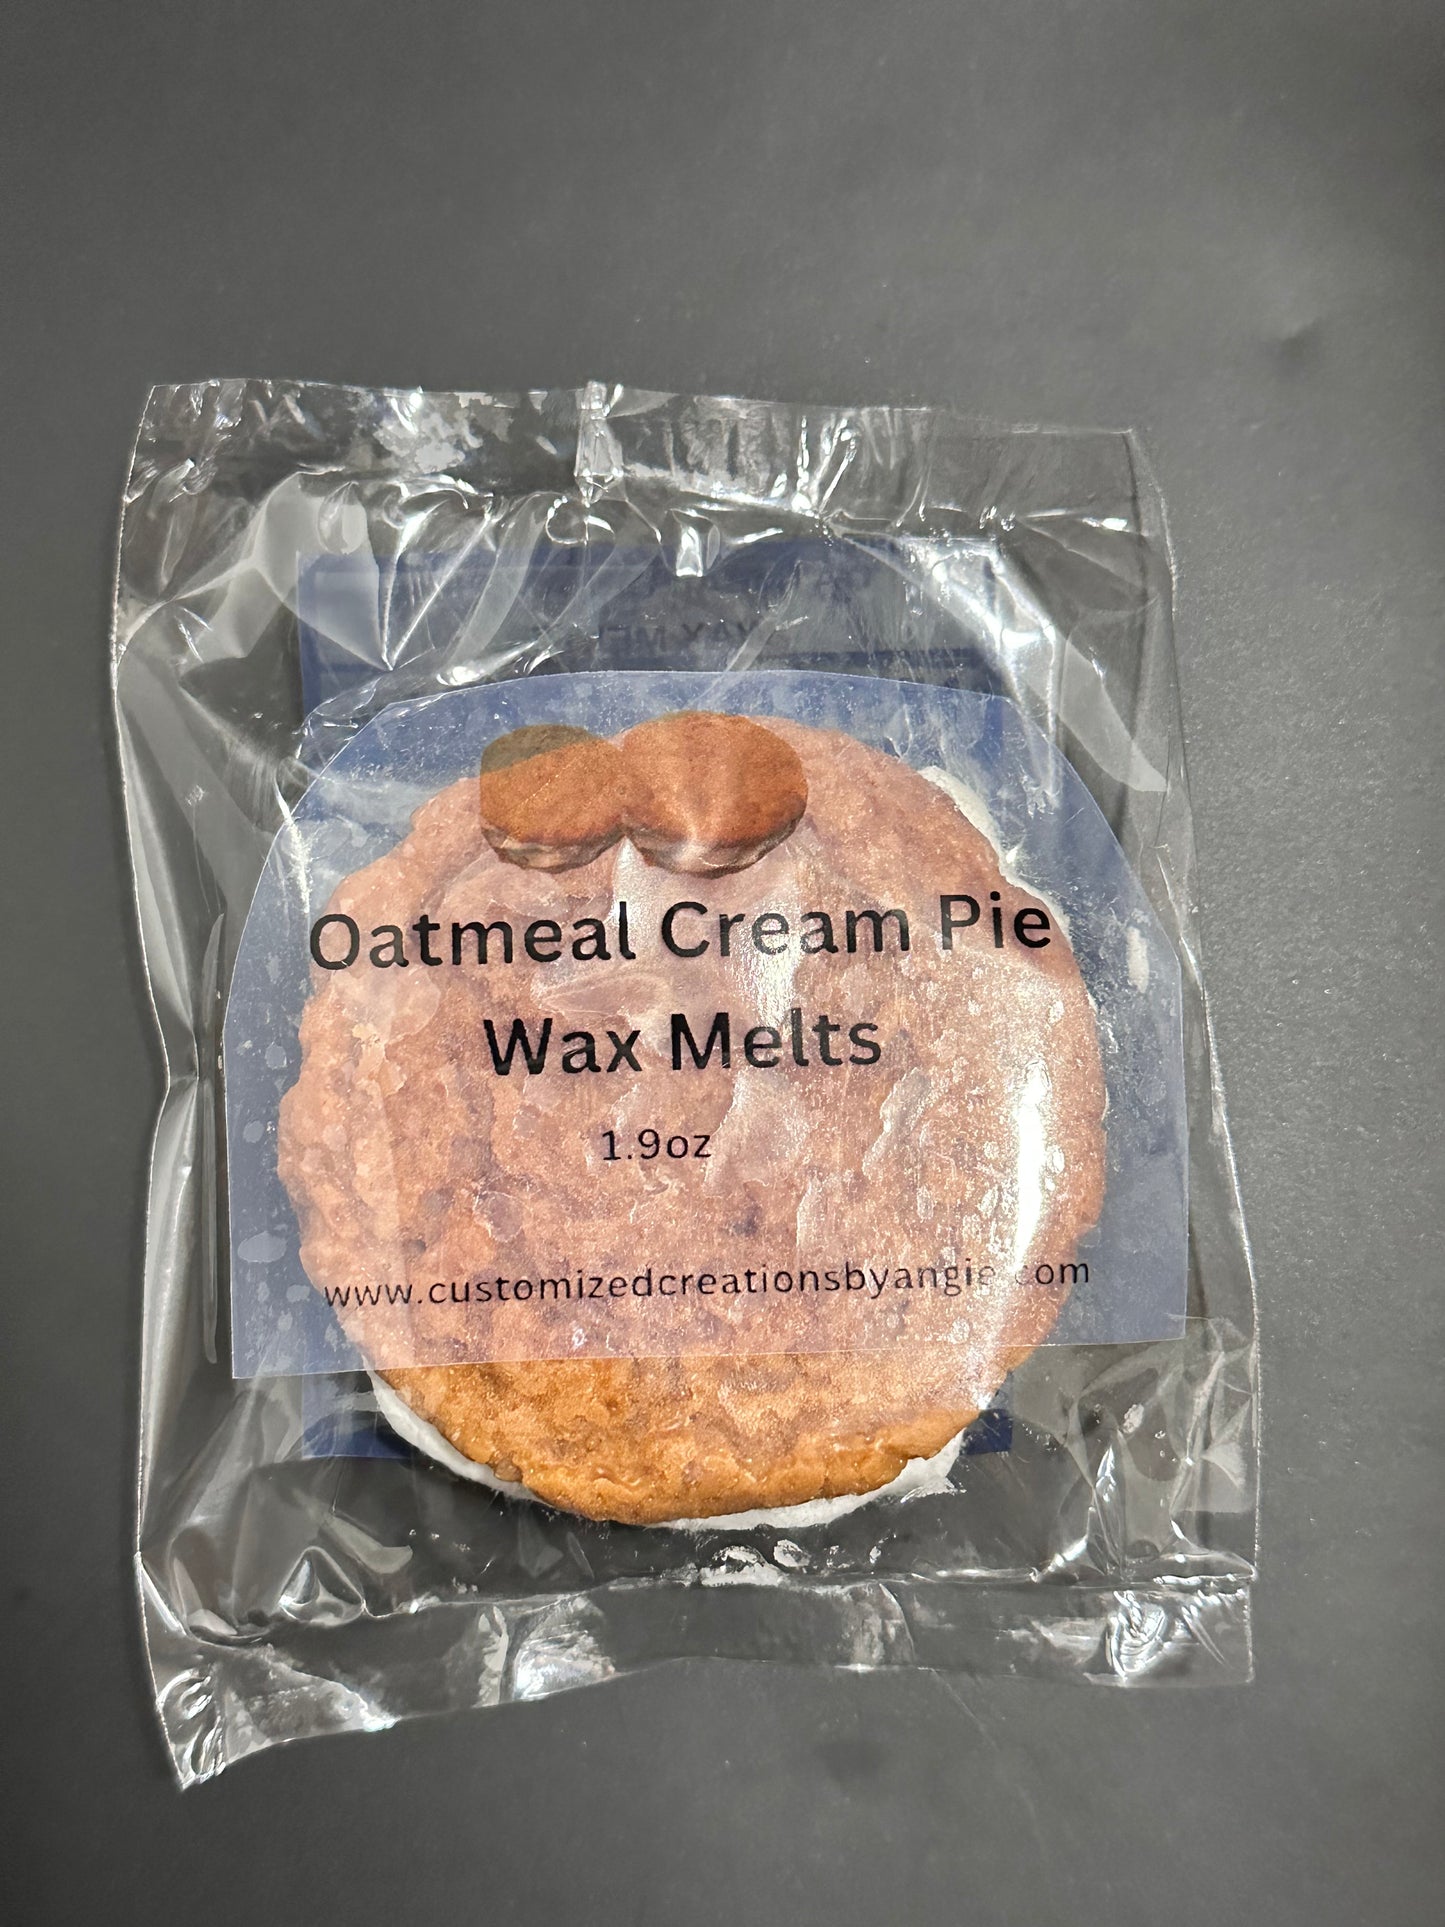 Oatmeal Cream Pie
Wax Melts
1.9oz
www.customizedcreationsbyangie.com